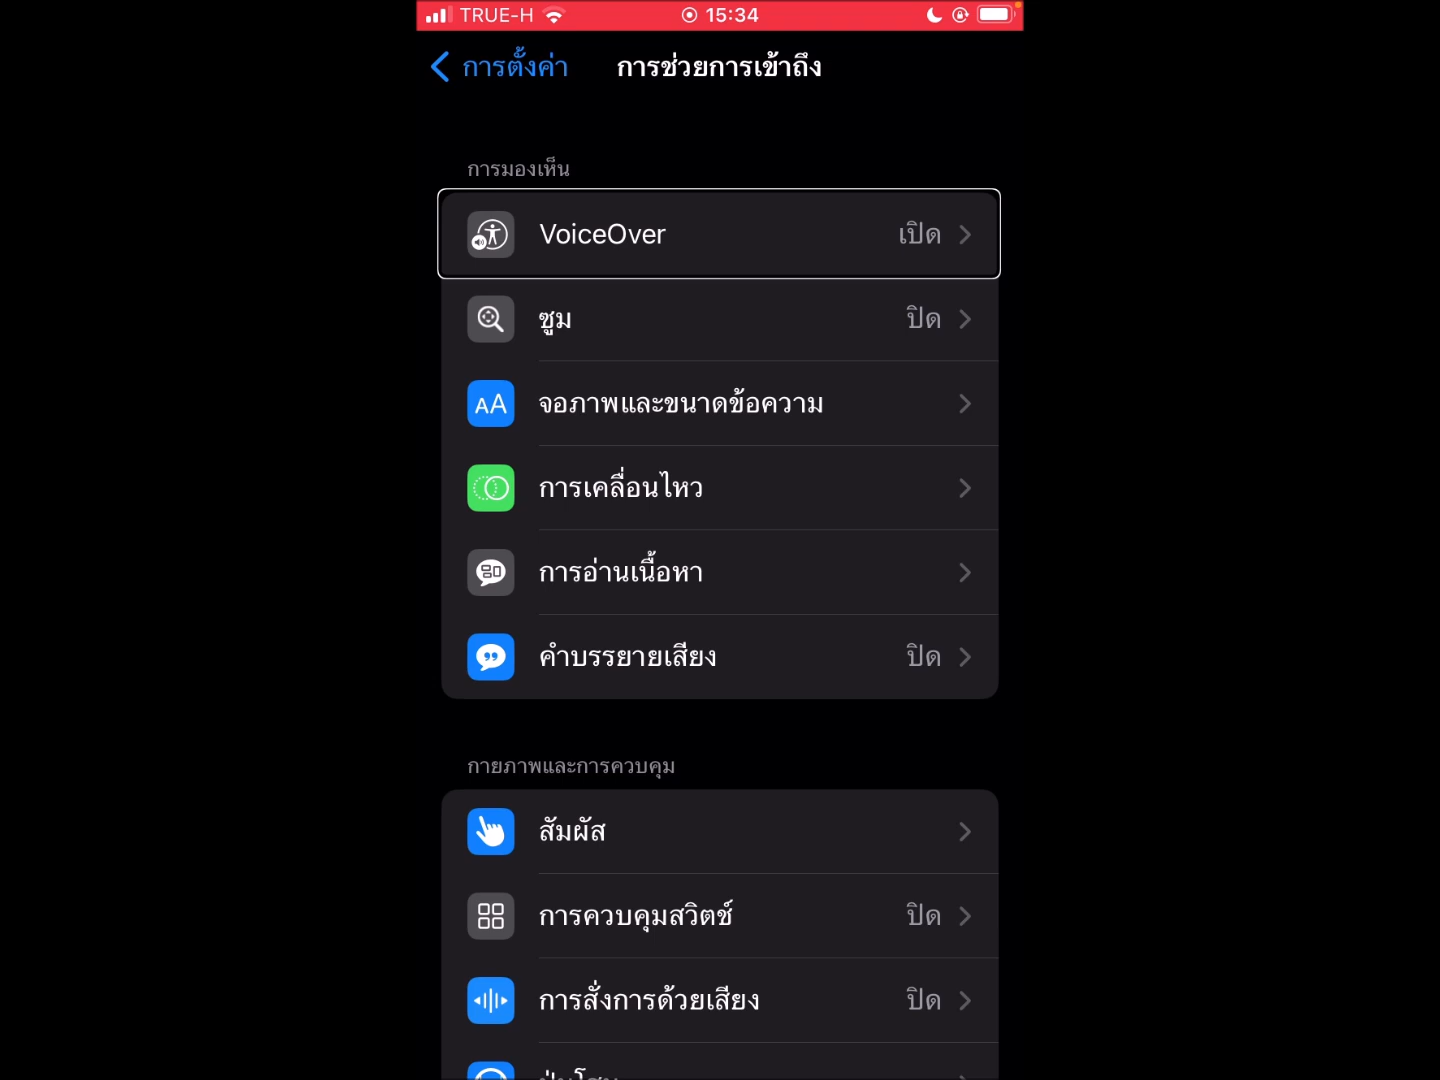 TRUE-H 15:34
การตั้งค่า การช่วยการเข้าถึง
การมองเห็น
VoiceOver เปิด
ซูม ปิด
AA จอภาพและขนาดข้อความ
การเคลื่อนไหว
การอ่านเนื้อหา
คำบรรยายเสียง ปิด
กายภาพและการควบคุม
สัมผัส
การควบคุมสวิตช์ ปิด
การสั่งการด้วยเสียง ปิด